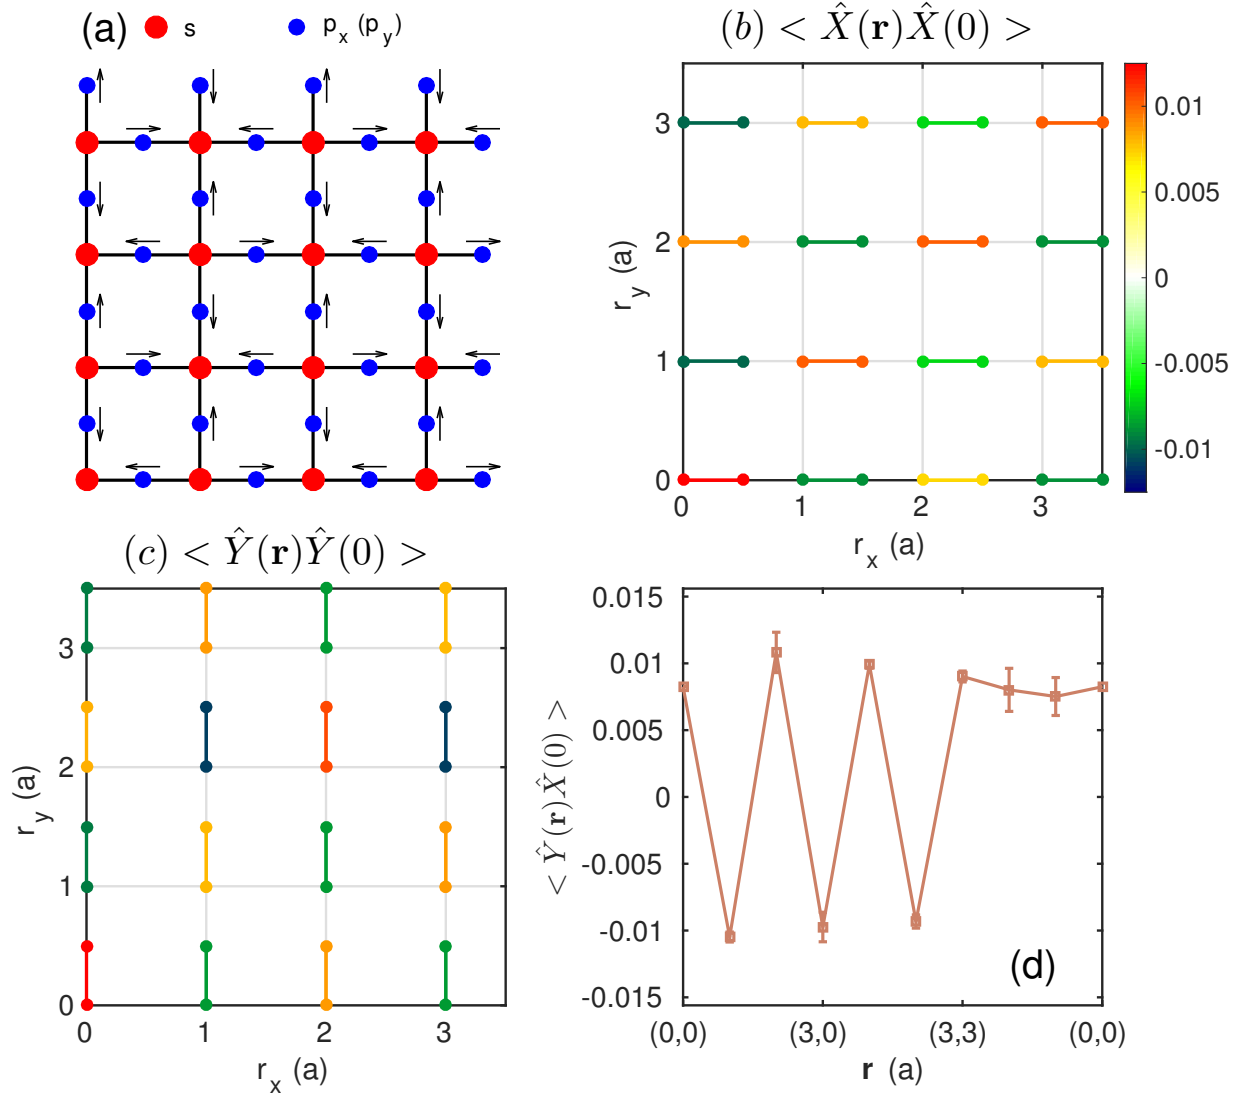 (a) s p_x (p_y)
(b) < X̂(r)X̂(0) >
3
2
1
0
0 1 2 3
r_y (a)
r_x (a)
0.01
0.005
0
-0.005
-0.01
(c) < Ŷ(r)Ŷ(0) >
3
2
1
0
0 1 2 3
r_y (a)
r_x (a)
< Ŷ(r)X̂(0) >
0.015
0.01
0.005
0
-0.005
-0.01
-0.015
(d)
(0,0) (3,0) (3,3) (0,0)
r (a)